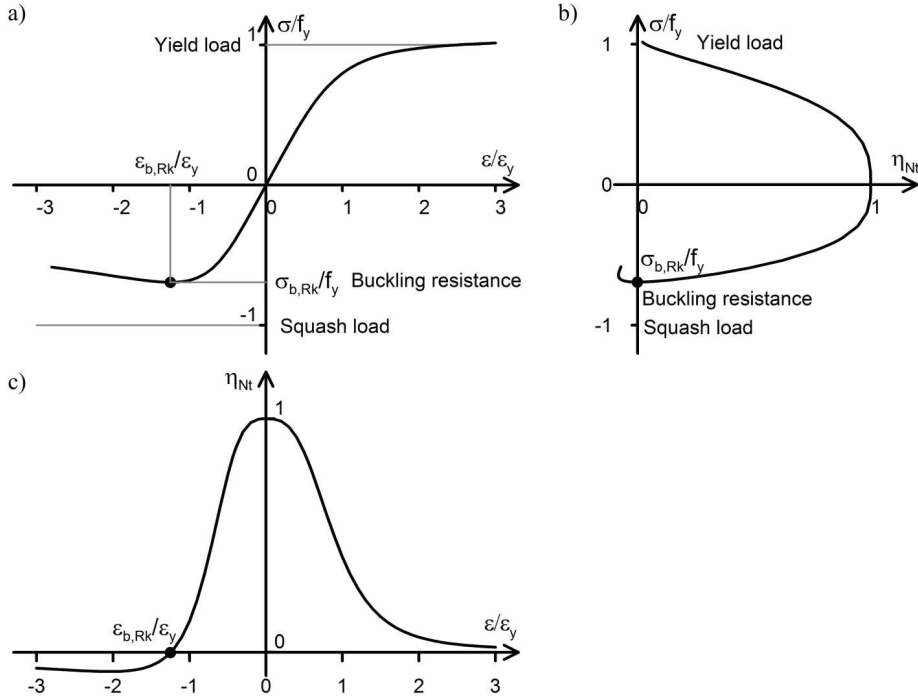 a)
σ/fy
1
Yield load
εb,Rk/εy
0
ε/εy
-3 -2 -1 0 1 2 3
σb,Rk/fy Buckling resistance
-1
Squash load
b)
σ/fy
1
Yield load
ηNt
0
0 1
σb,Rk/fy
Buckling resistance
-1
Squash load
c)
ηNt
1
εb,Rk/εy
0
ε/εy
-3 -2 -1 0 1 2 3